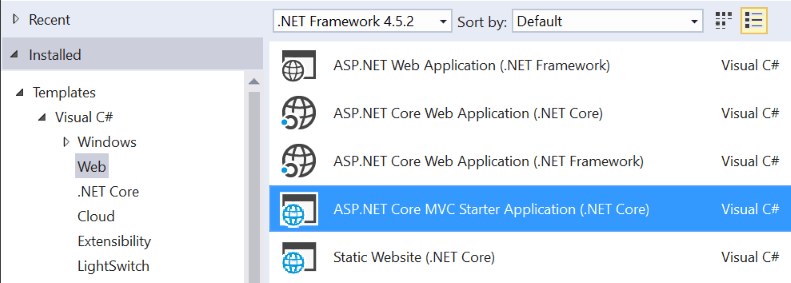 Recent
Installed
Templates
Visual C#
Windows
Web
.NET Core
Cloud
Extensibility
LightSwitch
.NET Framework 4.5.2 Sort by: Default
ASP.NET Web Application (.NET Framework) Visual C#
ASP.NET Core Web Application (.NET Core) Visual C#
ASP.NET Core Web Application (.NET Framework) Visual C#
ASP.NET Core MVC Starter Application (.NET Core) Visual C#
Static Website (.NET Core) Visual C#